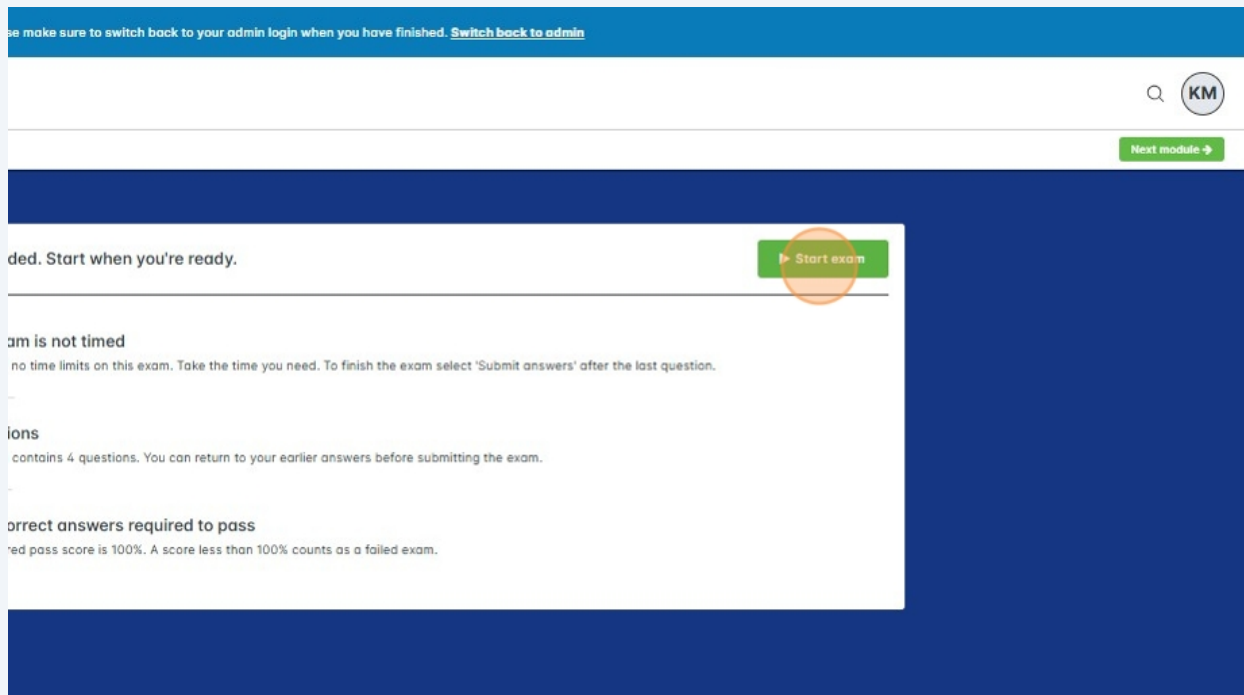 se make sure to switch back to your admin login when you have finished. Switch back to admin
KM
Next module →
ded. Start when you're ready.
Start exam
am is not timed
no time limits on this exam. Take the time you need. To finish the exam select 'Submit answers' after the last question.
ions
contains 4 questions. You can return to your earlier answers before submitting the exam.
orrect answers required to pass
red pass score is 100%. A score less than 100% counts as a failed exam.